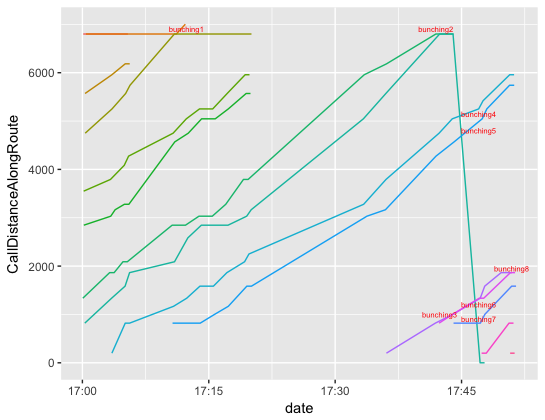 bunching1
bunching2
6000
bunching4
bunching5
4000
CallDistanceAlongRoute
2000
bunching8
bunching6
bunching3
bunching7
0
17:00
17:15
17:30
17:45
date